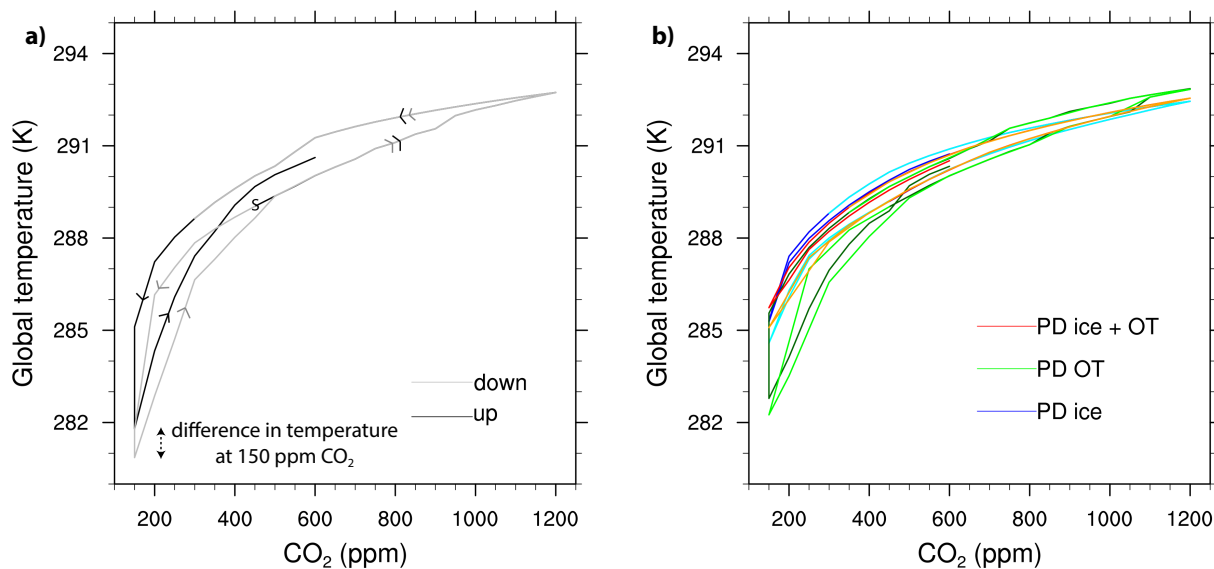 a)
Global temperature (K)
294
291
288
285
282
S
down
up
difference in temperature
at 150 ppm CO₂
200 400 600 800 1000 1200
CO₂ (ppm)
b)
Global temperature (K)
294
291
288
285
282
PD ice + OT
PD OT
PD ice
200 400 600 800 1000 1200
CO₂ (ppm)